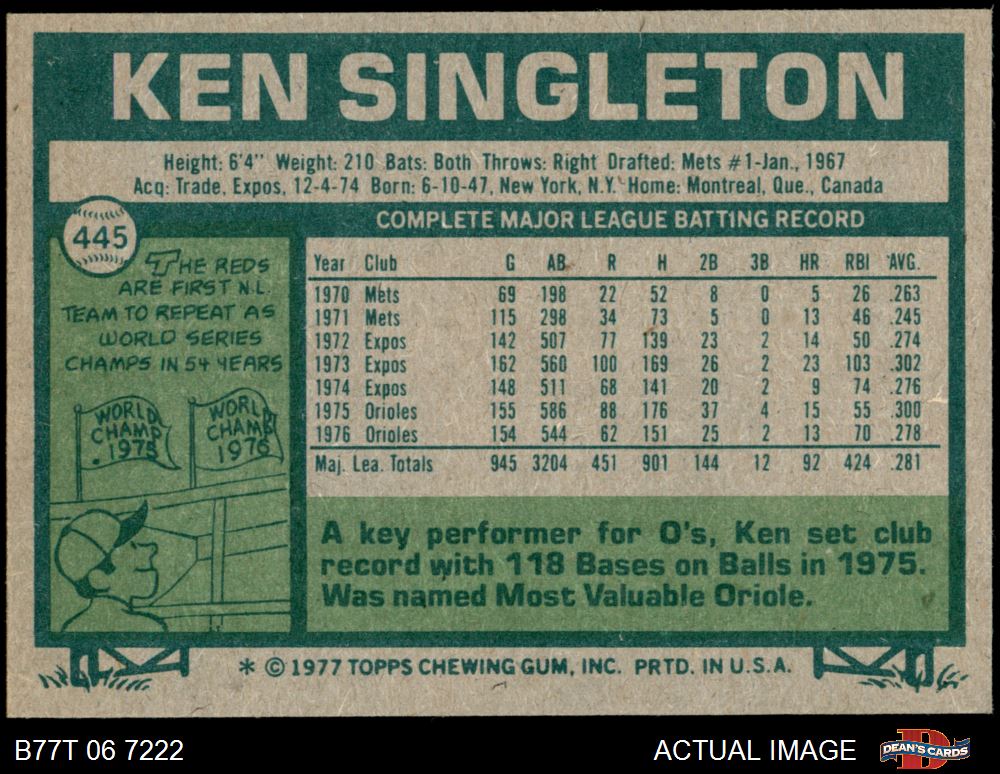 KEN SINGLETON
Height: 6'4" Weight: 210 Bats: Both Throws: Right Drafted: Mets #1-Jan., 1967
Acq: Trade, Expos, 12-4-74 Born: 6-10-47, New York, N.Y. Home: Montreal, Que., Canada
445
COMPLETE MAJOR LEAGUE BATTING RECORD
THE REDS
ARE FIRST N.L.
TEAM TO REPEAT AS
WORLD SERIES
CHAMPS IN 54 YEARS
WORLD
CHAMP
1975
WORLD
CHAMP
1976
Year Club G AB R H 2B 3B HR RBI AVG.
1970 Mets 69 198 22 52 8 0 5 26 .263
1971 Mets 115 298 34 73 5 0 13 46 .245
1972 Expos 142 507 77 139 23 2 14 50 .274
1973 Expos 162 560 100 169 26 2 23 103 .302
1974 Expos 148 511 68 141 20 2 9 74 .276
1975 Orioles 155 586 88 176 37 4 15 55 .300
1976 Orioles 154 544 62 151 25 2 13 70 .278
Maj. Lea. Totals 945 3204 451 901 144 12 92 424 .281
A key performer for O's, Ken set club
record with 118 Bases on Balls in 1975.
Was named Most Valuable Oriole.
* © 1977 TOPPS CHEWING GUM, INC. PRTD. IN U.S.A.
B77T 06 7222
ACTUAL IMAGE
DEAN'S CARDS